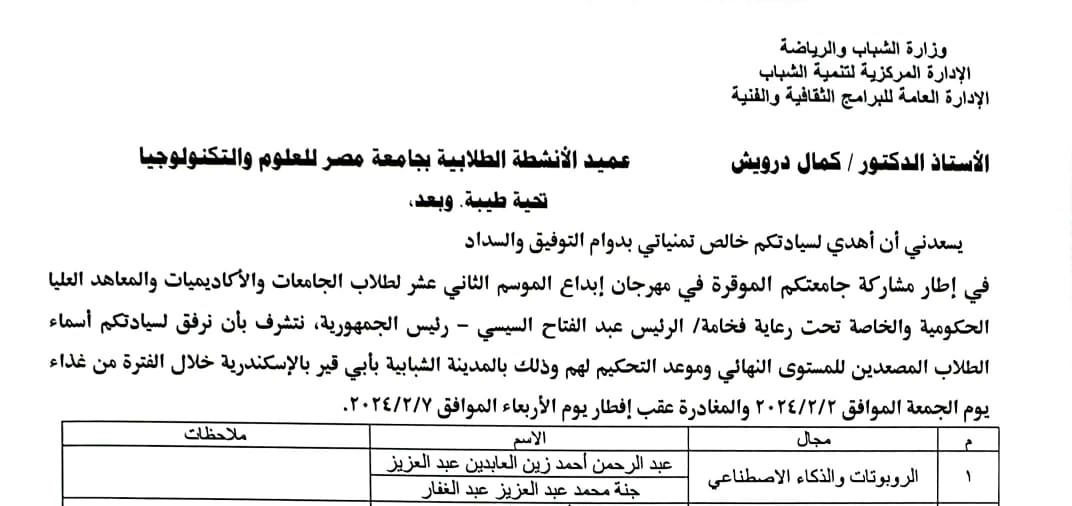 وزارة الشباب والرياضة
الإدارة المركزية لتنمية الشباب
الإدارة العامة للبرامج الثقافية والفنية
الأستاذ الدكتور / كمال درويش عميد الأنشطة الطلابية بجامعة مصر للعلوم والتكنولوجيا
تحية طيبة. وبعد،
يسعدني أن أهدي لسيادتكم خالص تمنياتي بدوام التوفيق والسداد
في إطار مشاركة جامعتكم الموقرة في مهرجان إبداع الموسم الثاني عشر لطلاب الجامعات والأكاديميات والمعاهد العليا
الحكومية والخاصة تحت رعاية فخامة/ الرئيس عبد الفتاح السيسي – رئيس الجمهورية، نتشرف بأن نرفق لسيادتكم أسماء
الطلاب المصعدين للمستوى النهائي وموعد التحكيم لهم وذلك بالمدينة الشبابية بأبي قير بالإسكندرية خلال الفترة من غذاء
يوم الجمعة الموافق ٢٠٢٤/٢/٢ والمغادرة عقب إفطار يوم الأربعاء الموافق ٢٠٢٤/٢/٧.
م مجال الاسم ملاحظات
١ الروبوتات والذكاء الاصطناعي عبد الرحمن أحمد زين العابدين عبد العزيز
جنة محمد عبد العزيز عبد الغفار